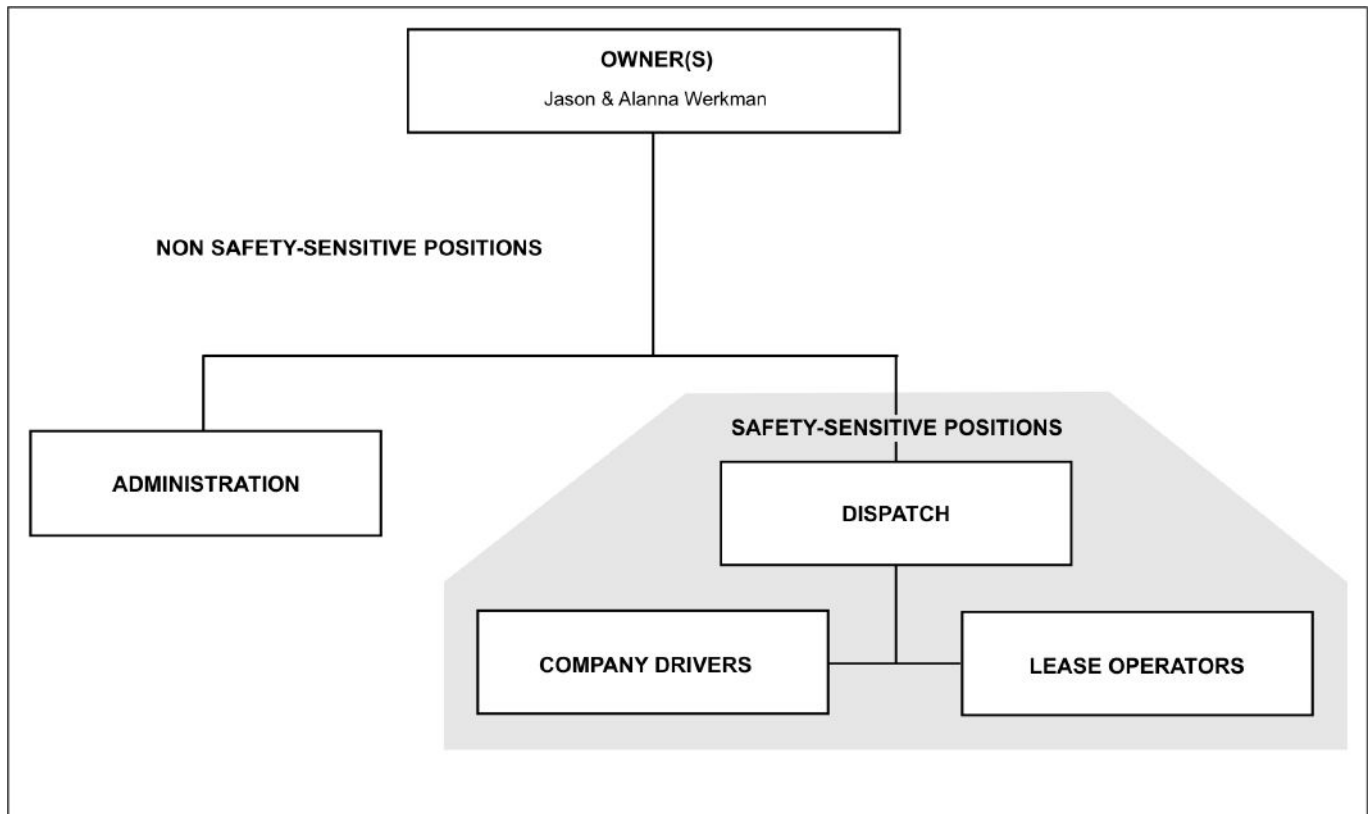 OWNER(S)
Jason & Alanna Werkman
NON SAFETY-SENSITIVE POSITIONS
SAFETY-SENSITIVE POSITIONS
ADMINISTRATION
DISPATCH
COMPANY DRIVERS
LEASE OPERATORS